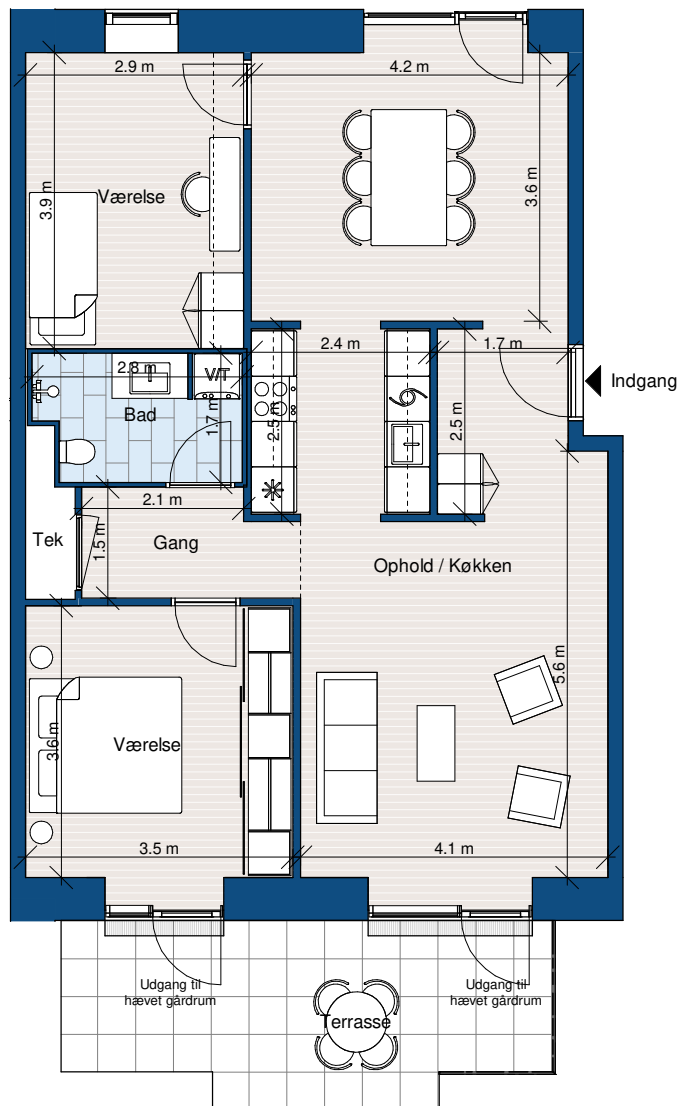 2.9 m
4.2 m
3.9 m
Værelse
3.6 m
2.4 m
1.7 m
2.8 m
V/T
Indgang
Bad
1.7 m
2.5 m
2.5 m
2.1 m
Tek
1.5 m
Gang
Ophold / Køkken
5.6 m
3.6 m
Værelse
3.5 m
4.1 m
Udgang til
hævet gårdrum
Udgang til
hævet gårdrum
Terrasse